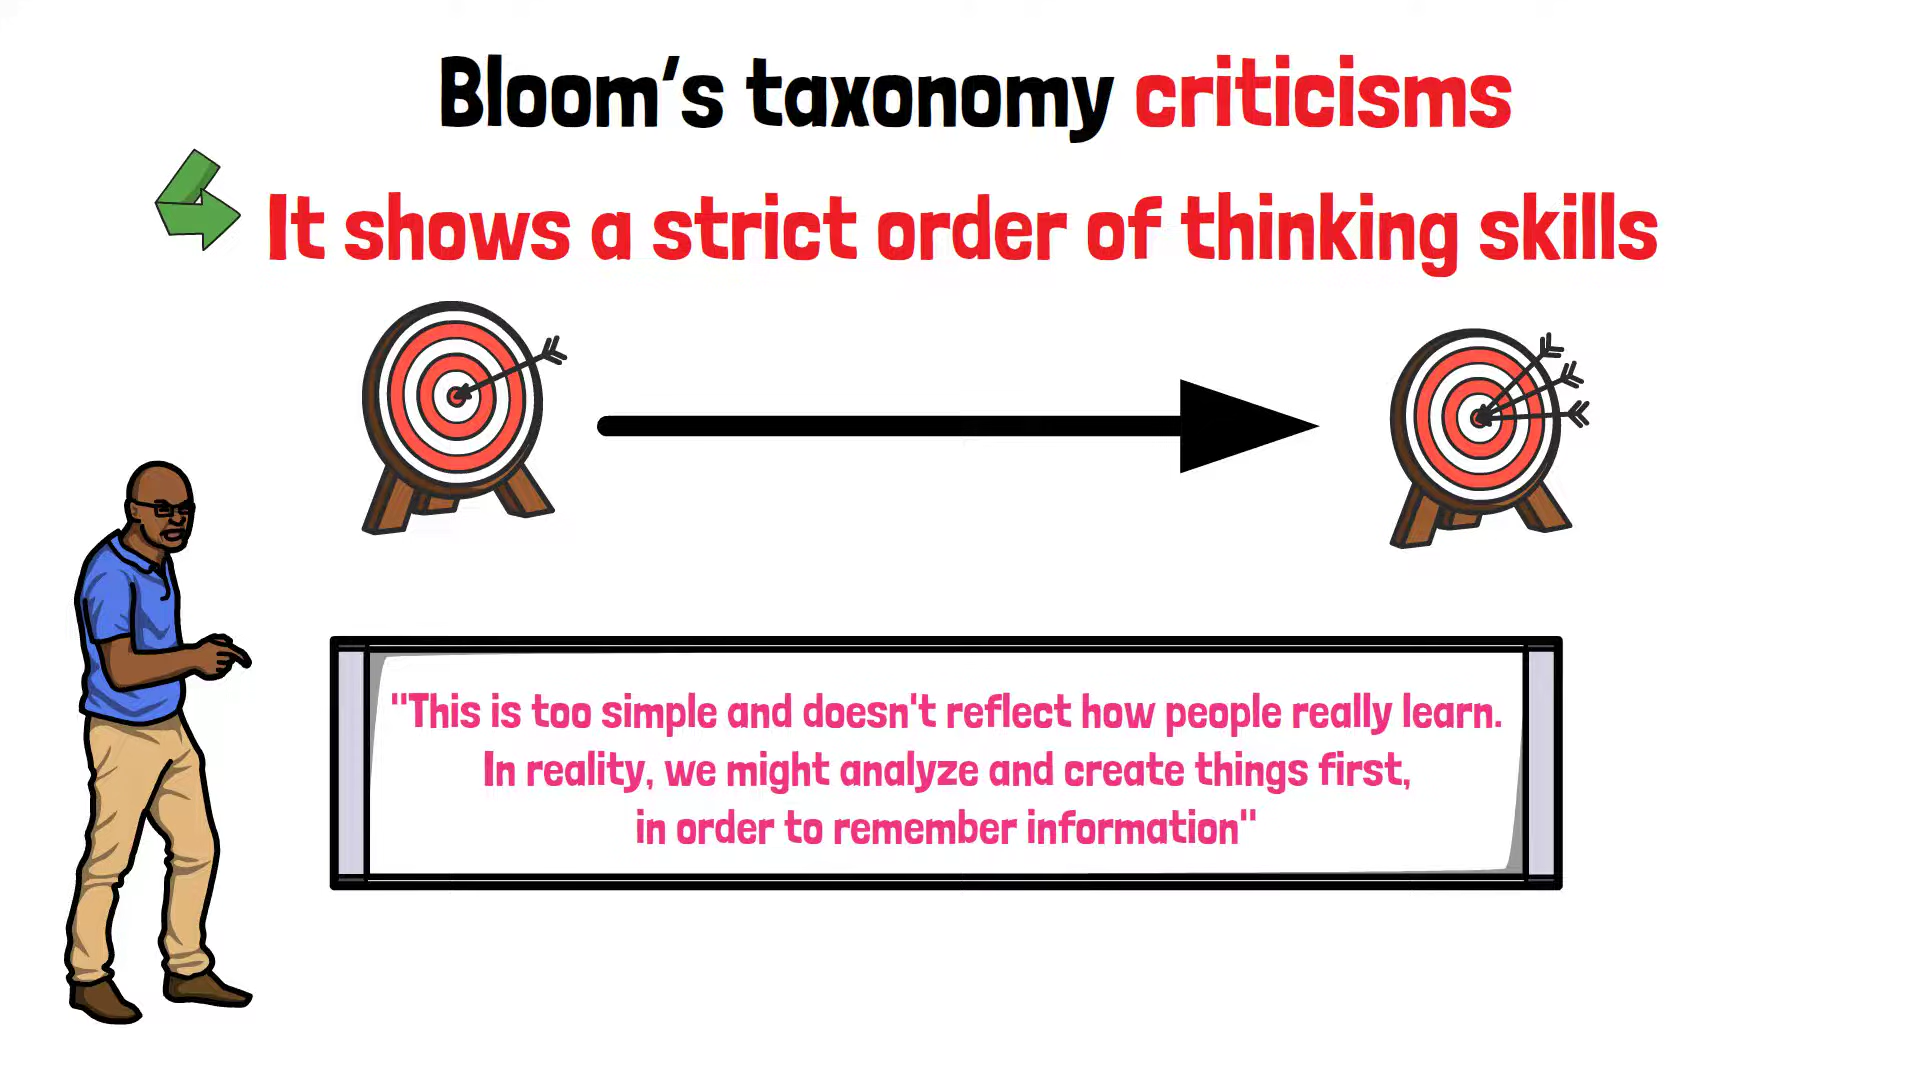 Bloom's taxonomy criticisms
It shows a strict order of thinking skills
"This is too simple and doesn't reflect how people really learn.
In reality, we might analyze and create things first,
in order to remember information"